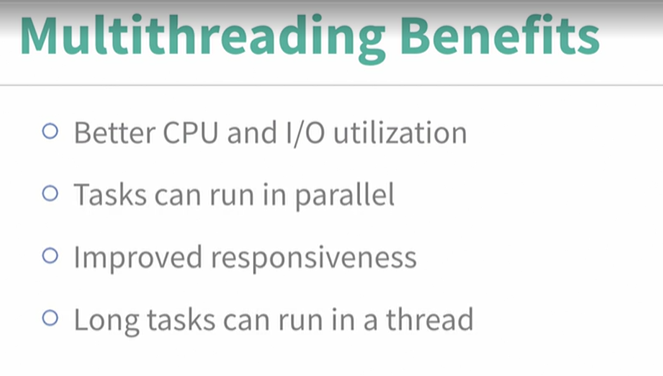 Multithreading Benefits
Better CPU and I/O utilization
Tasks can run in parallel
Improved responsiveness
Long tasks can run in a thread